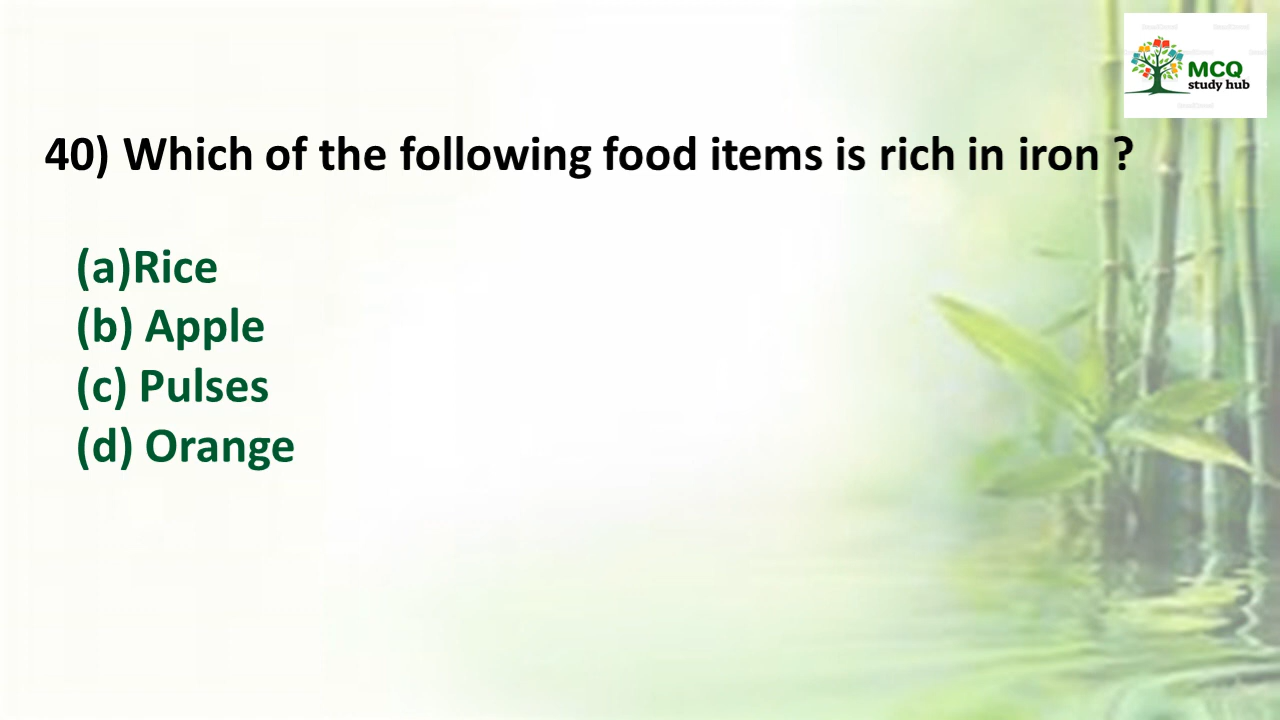 MCQ
study hub
40) Which of the following food items is rich in iron ?
(a)Rice
(b) Apple
(c) Pulses
(d) Orange